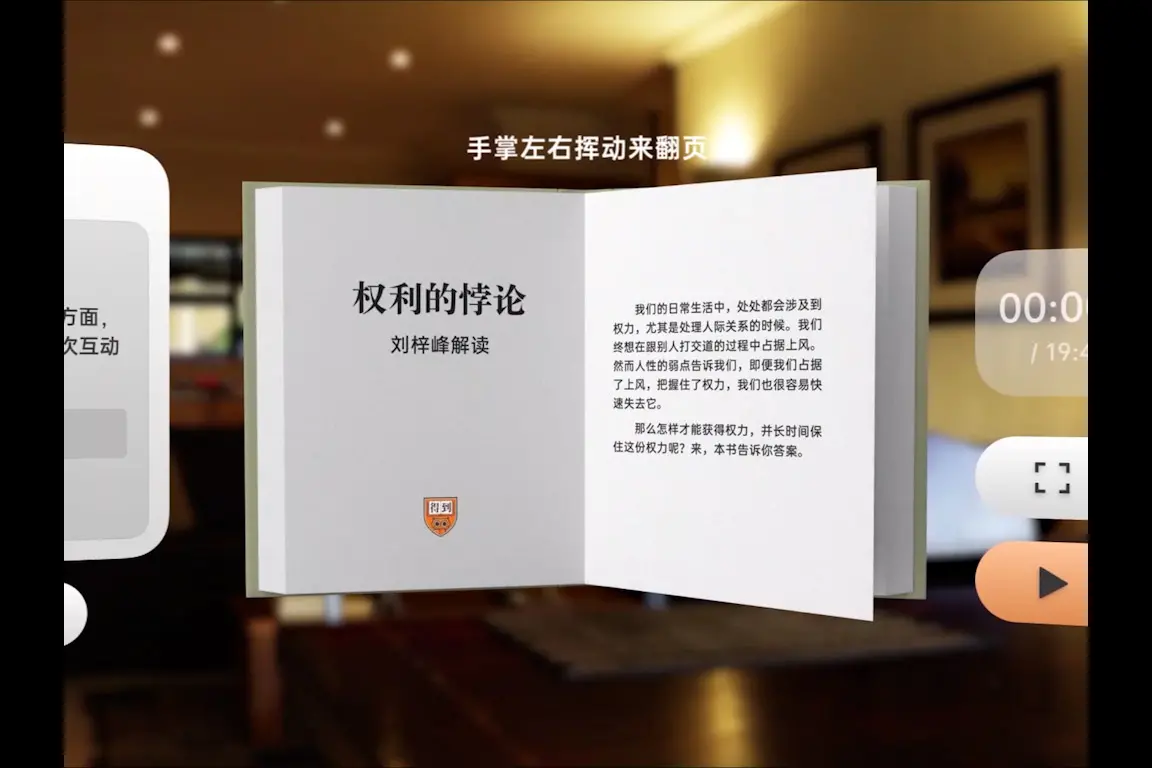 手掌左右挥动来翻页
方面，
次互动
权利的悖论
刘梓峰解读
得到
我们的日常生活中，处处都会涉及到
权力，尤其是处理人际关系的时候。我们
终想在跟别人打交道的过程中占据上风。
然而人性的弱点告诉我们，即便我们占据
了上风，把握住了权力，我们也很容易快
速失去它。
那么怎样才能获得权力，并长时间保
住这份权力呢？来，本书告诉你答案。
00:0
/ 19:4